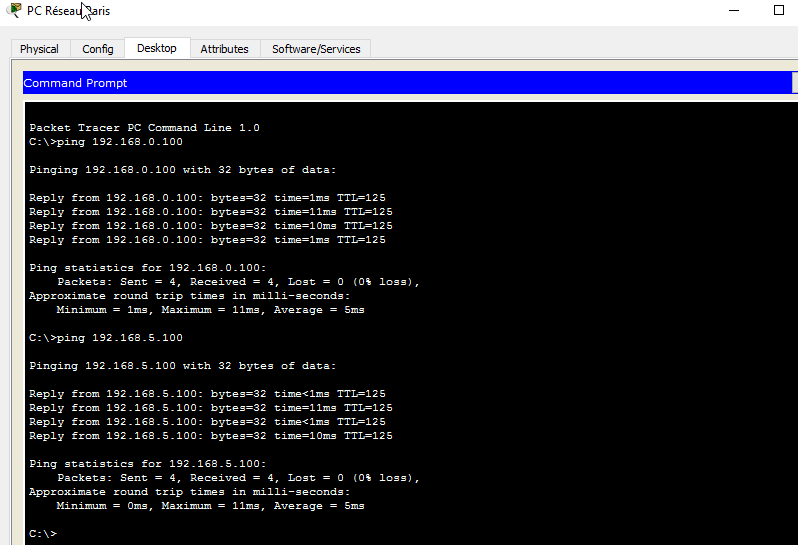 PC Réseau Paris
Physical Config Desktop Attributes Software/Services
Command Prompt
Packet Tracer PC Command Line 1.0
C:\>ping 192.168.0.100
Pinging 192.168.0.100 with 32 bytes of data:
Reply from 192.168.0.100: bytes=32 time=1ms TTL=125
Reply from 192.168.0.100: bytes=32 time=11ms TTL=125
Reply from 192.168.0.100: bytes=32 time=10ms TTL=125
Reply from 192.168.0.100: bytes=32 time=1ms TTL=125
Ping statistics for 192.168.0.100:
Packets: Sent = 4, Received = 4, Lost = 0 (0% loss),
Approximate round trip times in milli-seconds:
Minimum = 1ms, Maximum = 11ms, Average = 5ms
C:\>ping 192.168.5.100
Pinging 192.168.5.100 with 32 bytes of data:
Reply from 192.168.5.100: bytes=32 time<1ms TTL=125
Reply from 192.168.5.100: bytes=32 time=11ms TTL=125
Reply from 192.168.5.100: bytes=32 time<1ms TTL=125
Reply from 192.168.5.100: bytes=32 time=10ms TTL=125
Ping statistics for 192.168.5.100:
Packets: Sent = 4, Received = 4, Lost = 0 (0% loss),
Approximate round trip times in milli-seconds:
Minimum = 0ms, Maximum = 11ms, Average = 5ms
C:\>